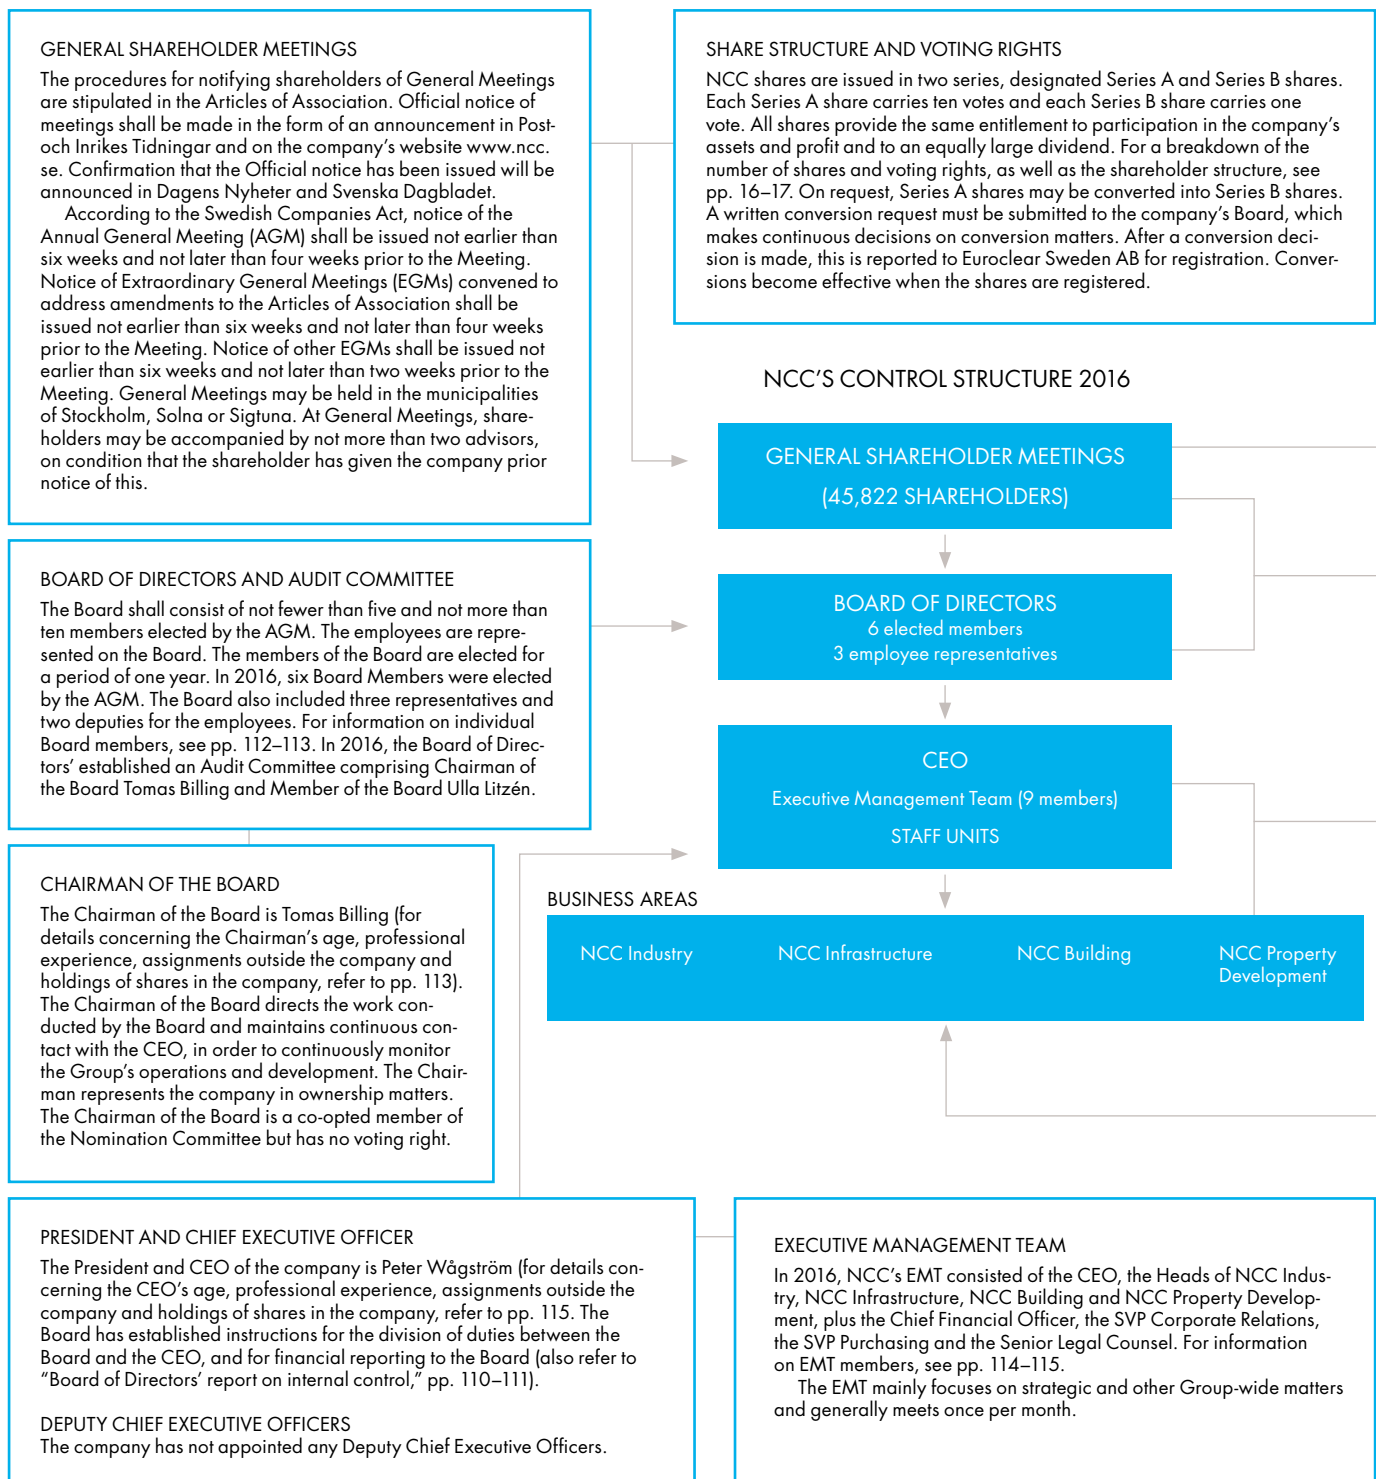 GENERAL SHAREHOLDER MEETINGS
The procedures for notifying shareholders of General Meetings
are stipulated in the Articles of Association. Official notice of
meetings shall be made in the form of an announcement in Post-
och Inrikes Tidningar and on the company's website www.ncc.
se. Confirmation that the Official notice has been issued will be
announced in Dagens Nyheter and Svenska Dagbladet.
According to the Swedish Companies Act, notice of the
Annual General Meeting (AGM) shall be issued not earlier than
six weeks and not later than four weeks prior to the Meeting.
Notice of Extraordinary General Meetings (EGMs) convened to
address amendments to the Articles of Association shall be
issued not earlier than six weeks and not later than four weeks
prior to the Meeting. Notice of other EGMs shall be issued not
earlier than six weeks and not later than two weeks prior to the
Meeting. General Meetings may be held in the municipalities
of Stockholm, Solna or Sigtuna. At General Meetings, share-
holders may be accompanied by not more than two advisors,
on condition that the shareholder has given the company prior
notice of this.
SHARE STRUCTURE AND VOTING RIGHTS
NCC shares are issued in two series, designated Series A and Series B shares.
Each Series A share carries ten votes and each Series B share carries one
vote. All shares provide the same entitlement to participation in the company's
assets and profit and to an equally large dividend. For a breakdown of the
number of shares and voting rights, as well as the shareholder structure, see
pp. 16–17. On request, Series A shares may be converted into Series B shares.
A written conversion request must be submitted to the company's Board, which
makes continuous decisions on conversion matters. After a conversion deci-
sion is made, this is reported to Euroclear Sweden AB for registration. Conver-
sions become effective when the shares are registered.
NCC'S CONTROL STRUCTURE 2016
GENERAL SHAREHOLDER MEETINGS
(45,822 SHAREHOLDERS)
BOARD OF DIRECTORS
6 elected members
3 employee representatives
CEO
Executive Management Team (9 members)
STAFF UNITS
BUSINESS AREAS
NCC Industry
NCC Infrastructure
NCC Building
NCC Property
Development
BOARD OF DIRECTORS AND AUDIT COMMITTEE
The Board shall consist of not fewer than five and not more than
ten members elected by the AGM. The employees are repre-
sented on the Board. The members of the Board are elected for
a period of one year. In 2016, six Board Members were elected
by the AGM. The Board also included three representatives and
two deputies for the employees. For information on individual
Board members, see pp. 112–113. In 2016, the Board of Direc-
tors' established an Audit Committee comprising Chairman of
the Board Tomas Billing and Member of the Board Ulla Litzén.
CHAIRMAN OF THE BOARD
The Chairman of the Board is Tomas Billing (for
details concerning the Chairman's age, professional
experience, assignments outside the company and
holdings of shares in the company, refer to pp. 113).
The Chairman of the Board directs the work con-
ducted by the Board and maintains continuous con-
tact with the CEO, in order to continuously monitor
the Group's operations and development. The Chair-
man represents the company in ownership matters.
The Chairman of the Board is a co-opted member of
the Nomination Committee but has no voting right.
PRESIDENT AND CHIEF EXECUTIVE OFFICER
The President and CEO of the company is Peter Wågström (for details con-
cerning the CEO's age, professional experience, assignments outside the
company and holdings of shares in the company, refer to pp. 115. The
Board has established instructions for the division of duties between the
Board and the CEO, and for financial reporting to the Board (also refer to
"Board of Directors' report on internal control," pp. 110–111).
DEPUTY CHIEF EXECUTIVE OFFICERS
The company has not appointed any Deputy Chief Executive Officers.
EXECUTIVE MANAGEMENT TEAM
In 2016, NCC's EMT consisted of the CEO, the Heads of NCC Indus-
try, NCC Infrastructure, NCC Building and NCC Property Develop-
ment, plus the Chief Financial Officer, the SVP Corporate Relations,
the SVP Purchasing and the Senior Legal Counsel. For information
on EMT members, see pp. 114–115.
The EMT mainly focuses on strategic and other Group-wide matters
and generally meets once per month.